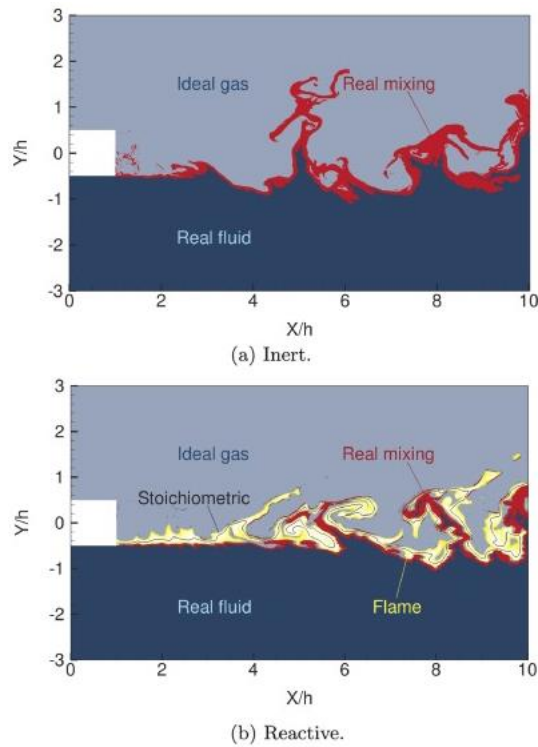 3
2
1
0
-1
-2
-3
Y/h
Ideal gas
Real mixing
Real fluid
0 2 4 6 8 10
X/h
(a) Inert.
3
2
1
0
-1
-2
-3
Y/h
Ideal gas
Real mixing
Stoichiometric
Real fluid
Flame
0 2 4 6 8 10
X/h
(b) Reactive.